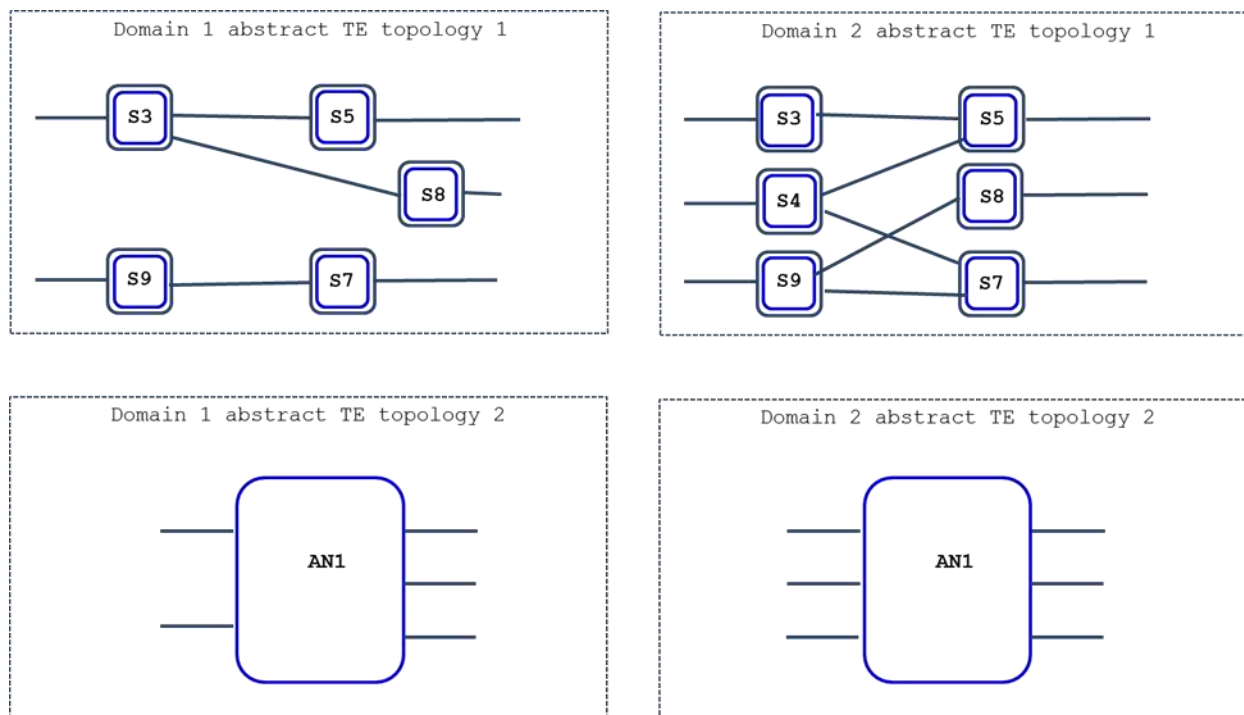 Domain 1 abstract TE topology 1
S3
S5
S8
S9
S7
Domain 2 abstract TE topology 1
S3
S5
S4
S8
S9
S7
Domain 1 abstract TE topology 2
AN1
Domain 2 abstract TE topology 2
AN1